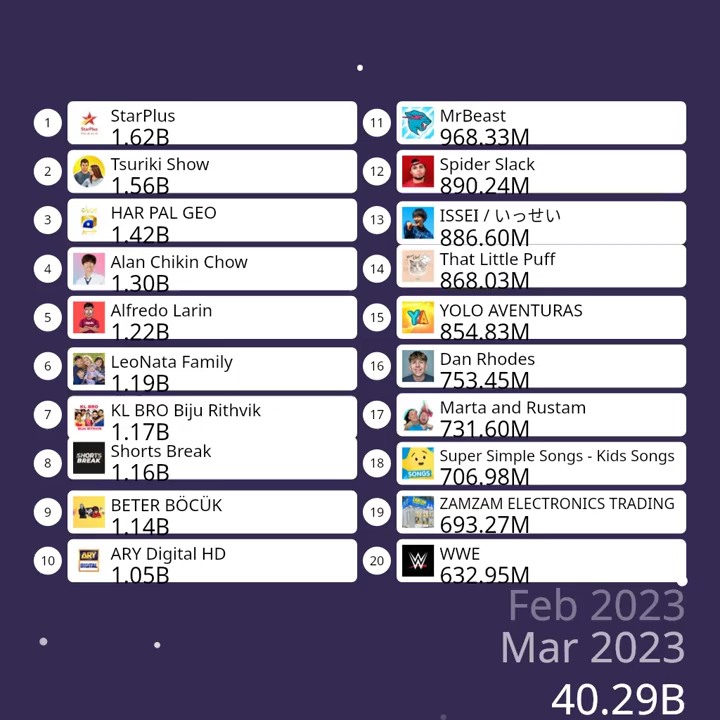 1
StarPlus
1.62B
2
Tsuriki Show
1.56B
3
HAR PAL GEO
1.42B
4
Alan Chikin Chow
1.30B
5
Alfredo Larin
1.22B
6
LeoNata Family
1.19B
7
KL BRO Biju Rithvik
1.17B
8
SHORTS BREAK
Shorts Break
1.16B
9
BETER BÖCÜK
1.14B
10
ARY DIGITAL
ARY Digital HD
1.05B
11
MrBeast
968.33M
12
Spider Slack
890.24M
13
ISSEI / いっせい
886.60M
14
That Little Puff
868.03M
15
YA
YOLO AVENTURAS
854.83M
16
Dan Rhodes
753.45M
17
Marta and Rustam
731.60M
18
SONGS
Super Simple Songs - Kids Songs
706.98M
19
ZAMZAM ELECTRONICS TRADING
693.27M
20
WWE
632.95M
Feb 2023
Mar 2023
40.29B